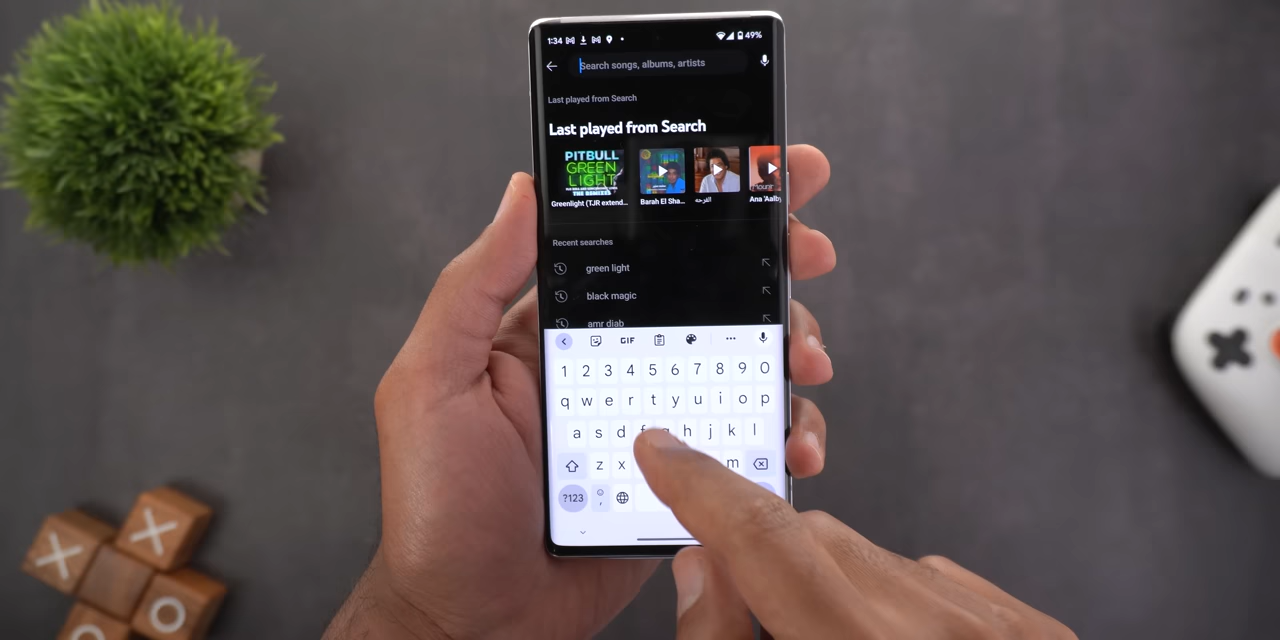 1:34
49%
Search songs, albums, artists
Last played from Search
Last played from Search
PITBULL
GREEN
LIGHT
THE REMIXES
Greenlight (TJR extend...
Barah El Sha...
الفرحه
Ana 'Aalby
Recent searches
green light
black magic
amr diab
GIF
1 2 3 4 5 6 7 8 9 0
q w e r t y u i o p
a s d f g h j k l
z x m
?123 ,
X
X
O
O